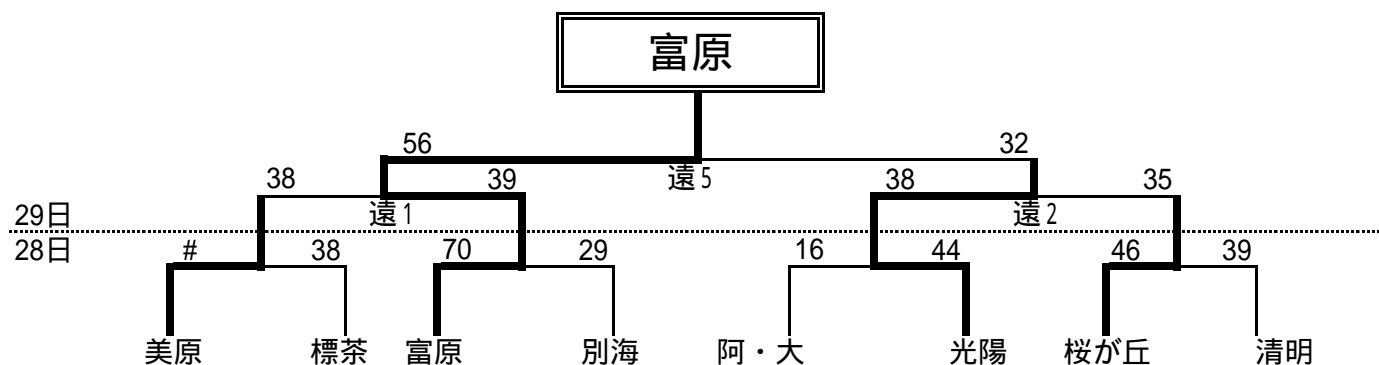 富原
56 32
遠5
38 39 38 35
遠1 遠2
29日
28日
# 38 70 29 16 44 46 39
美原 標茶 富原 別海 阿・大 光陽 桜が丘 清明